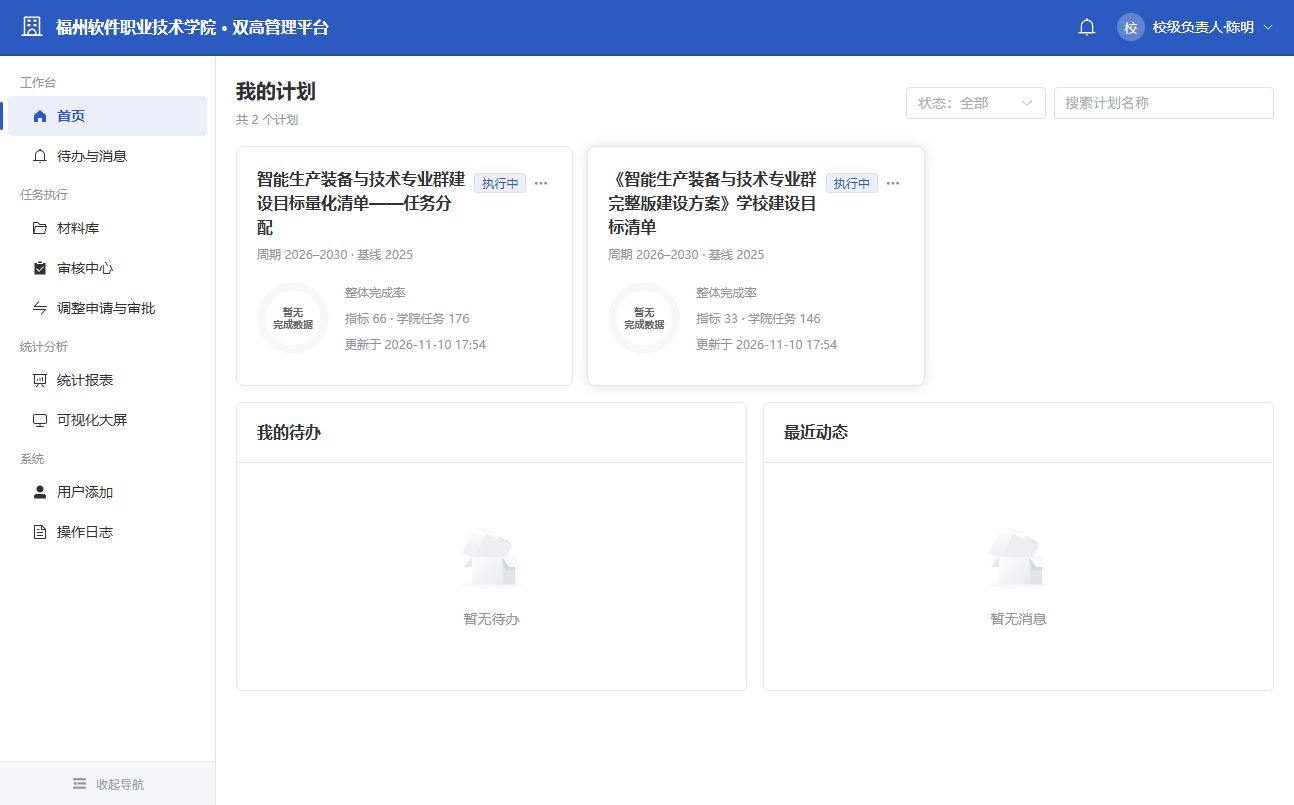 福州软件职业技术学院 • 双高管理平台
校 校级负责人·陈明
工作台
首页
待办与消息
任务执行
材料库
审核中心
调整申请与审批
统计分析
统计报表
可视化大屏
系统
用户添加
操作日志
收起导航
我的计划
共 2 个计划
状态：全部
搜索计划名称
智能生产装备与技术专业群建
设目标量化清单——任务分
配
执行中
周期 2026–2030 · 基线 2025
暂无
完成数据
整体完成率
指标 66 · 学院任务 176
更新于 2026-11-10 17:54
《智能生产装备与技术专业群
完整版建设方案》学校建设目
标清单
执行中
周期 2026–2030 · 基线 2025
暂无
完成数据
整体完成率
指标 33 · 学院任务 146
更新于 2026-11-10 17:54
我的待办
暂无待办
最近动态
暂无消息